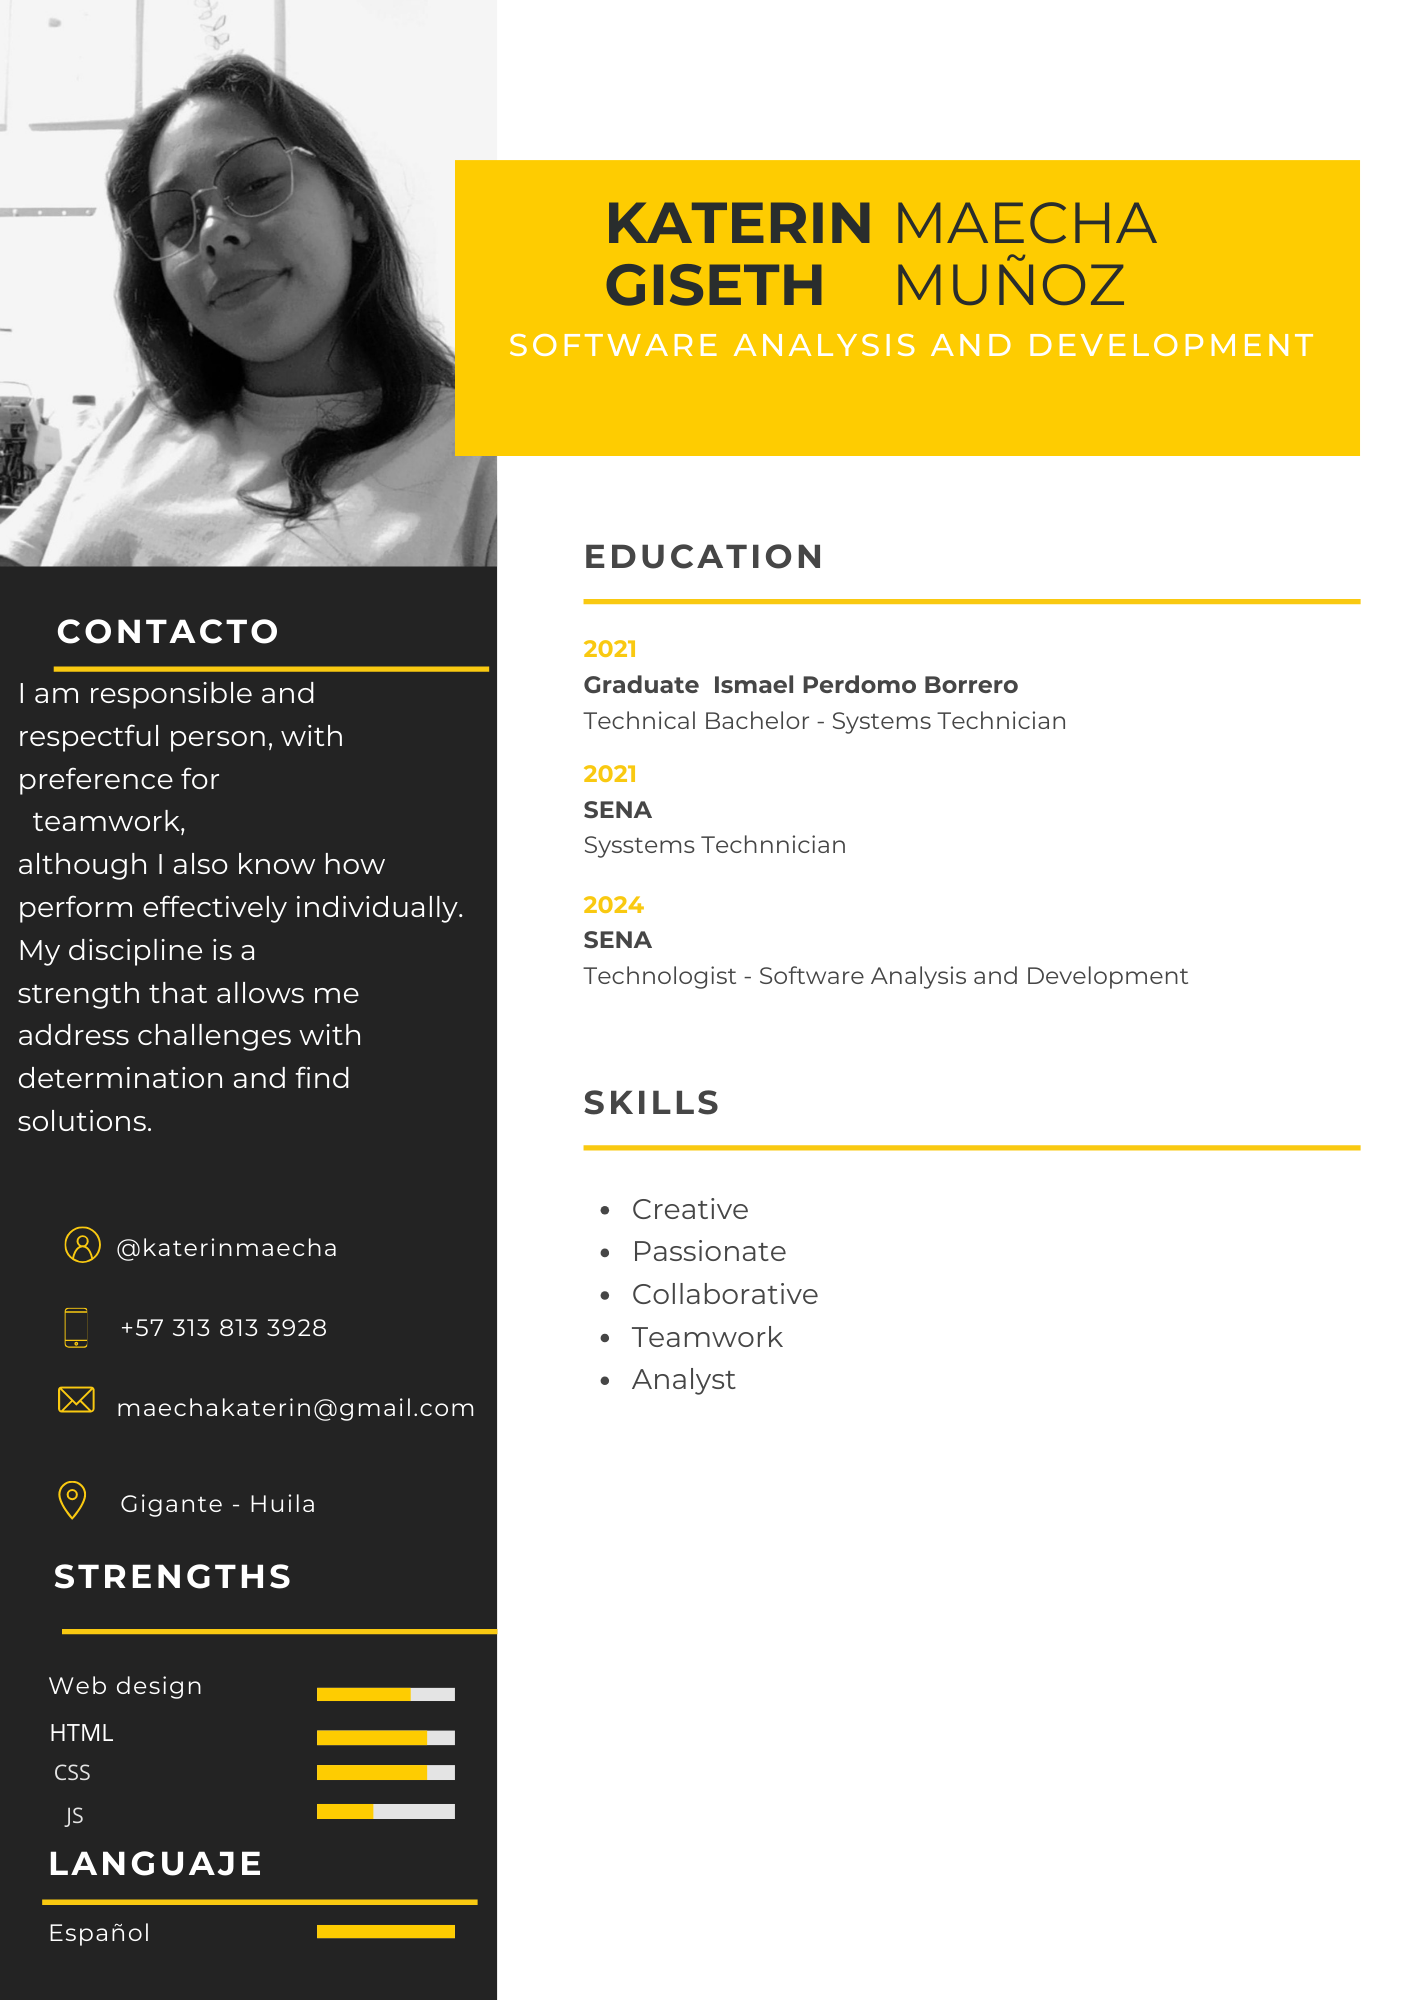 KATERIN MAECHA
GISETH MUÑOZ
SOFTWARE ANALYSIS AND DEVELOPMENT
CONTACTO
I am responsible and
respectful person, with
preference for
teamwork,
although I also know how
perform effectively individually.
My discipline is a
strength that allows me
address challenges with
determination and find
solutions.
@katerinmaecha
+57 313 813 3928
maechakaterin@gmail.com
Gigante - Huila
STRENGTHS
Web design
HTML
CSS
JS
LANGUAJE
Español
EDUCATION
2021
Graduate Ismael Perdomo Borrero
Technical Bachelor - Systems Technician
2021
SENA
Sysstems Technnician
2024
SENA
Technologist - Software Analysis and Development
SKILLS
• Creative
• Passionate
• Collaborative
• Teamwork
• Analyst